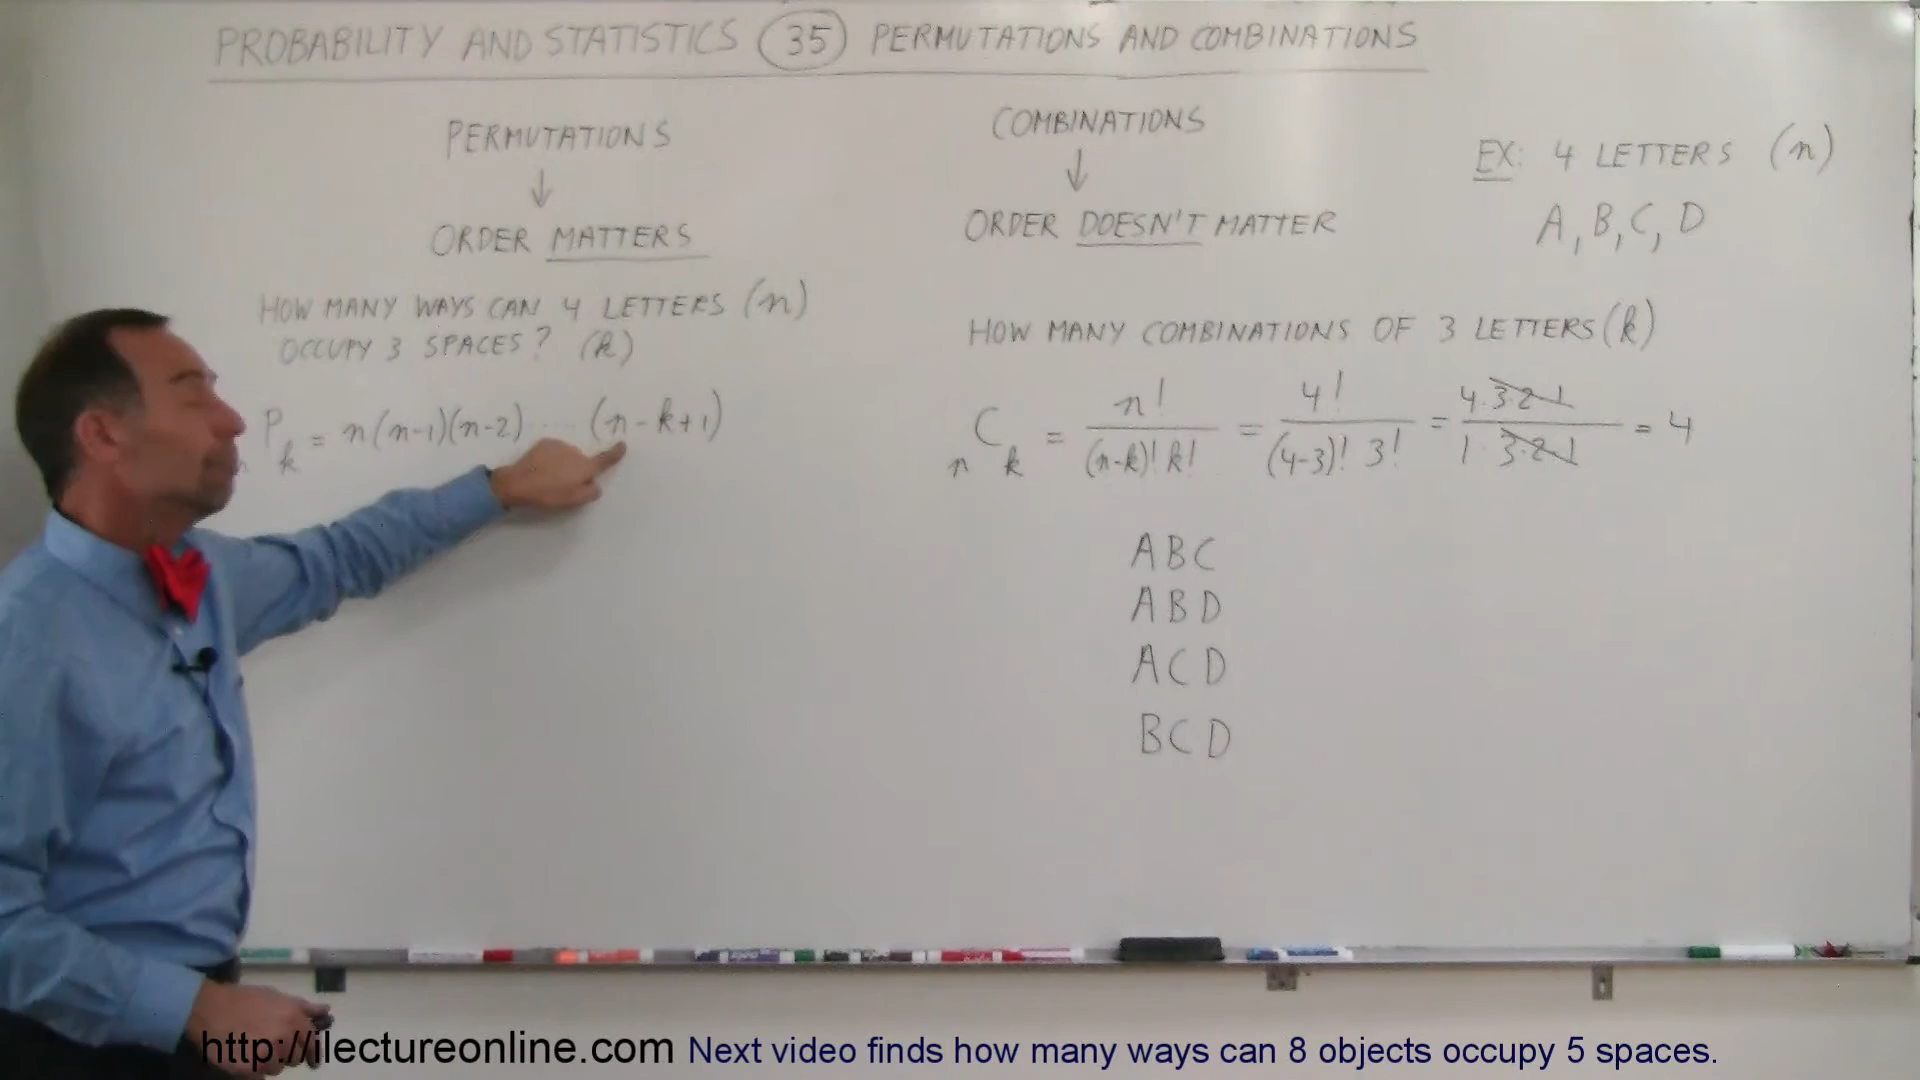 PROBABILITY AND STATISTICS 35 PERMUTATIONS AND COMBINATIONS
PERMUTATIONS
↓
ORDER MATTERS
HOW MANY WAYS CAN 4 LETTERS (n)
OCCUPY 3 SPACES? (k)
nPk = n(n-1)(n-2) ····· (n-k+1)
COMBINATIONS
↓
ORDER DOESN'T MATTER
HOW MANY COMBINATIONS OF 3 LETTERS (k)
nCk = n! / (n-k)! k! = 4! / (4-3)! 3! = 4·3·2·1 / 1·3·2·1 = 4
ABC
ABD
ACD
BCD
EX: 4 LETTERS (n)
A, B, C, D
http://ilectureonline.com Next video finds how many ways can 8 objects occupy 5 spaces.